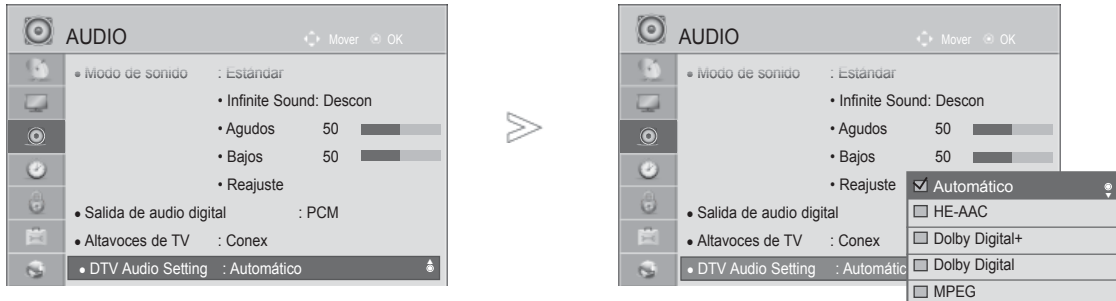 AUDIO
Mover OK
• Modo de sonido : Estándar
• Infinite Sound: Descon
• Agudos 50
• Bajos 50
• Reajuste
• Salida de audio digital : PCM
• Altavoces de TV : Conex
• DTV Audio Setting : Automático
AUDIO
Mover OK
• Modo de sonido : Estándar
• Infinite Sound: Descon
• Agudos 50
• Bajos 50
• Reajuste
• Salida de audio digital
• Altavoces de TV : Conex
• DTV Audio Setting : Automátic
Automático
HE-AAC
Dolby Digital+
Dolby Digital
MPEG